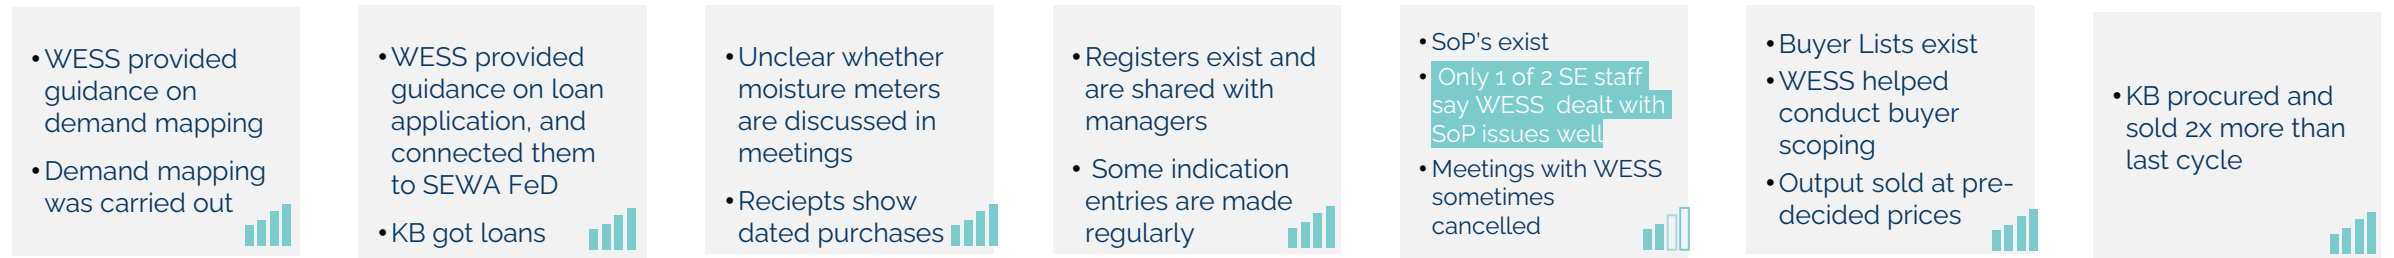 • WESS provided
guidance on
demand mapping
• Demand mapping
was carried out
• WESS provided
guidance on loan
application, and
connected them
to SEWA FeD
• KB got loans
• Unclear whether
moisture meters
are discussed in
meetings
• Reciepts show
dated purchases
• Registers exist and
are shared with
managers
• Some indication
entries are made
regularly
• SoP's exist
• Only 1 of 2 SE staff
say WESS dealt with
SoP issues well
• Meetings with WESS
sometimes
cancelled
• Buyer Lists exist
• WESS helped
conduct buyer
scoping
• Output sold at pre-
decided prices
• KB procured and
sold 2x more than
last cycle